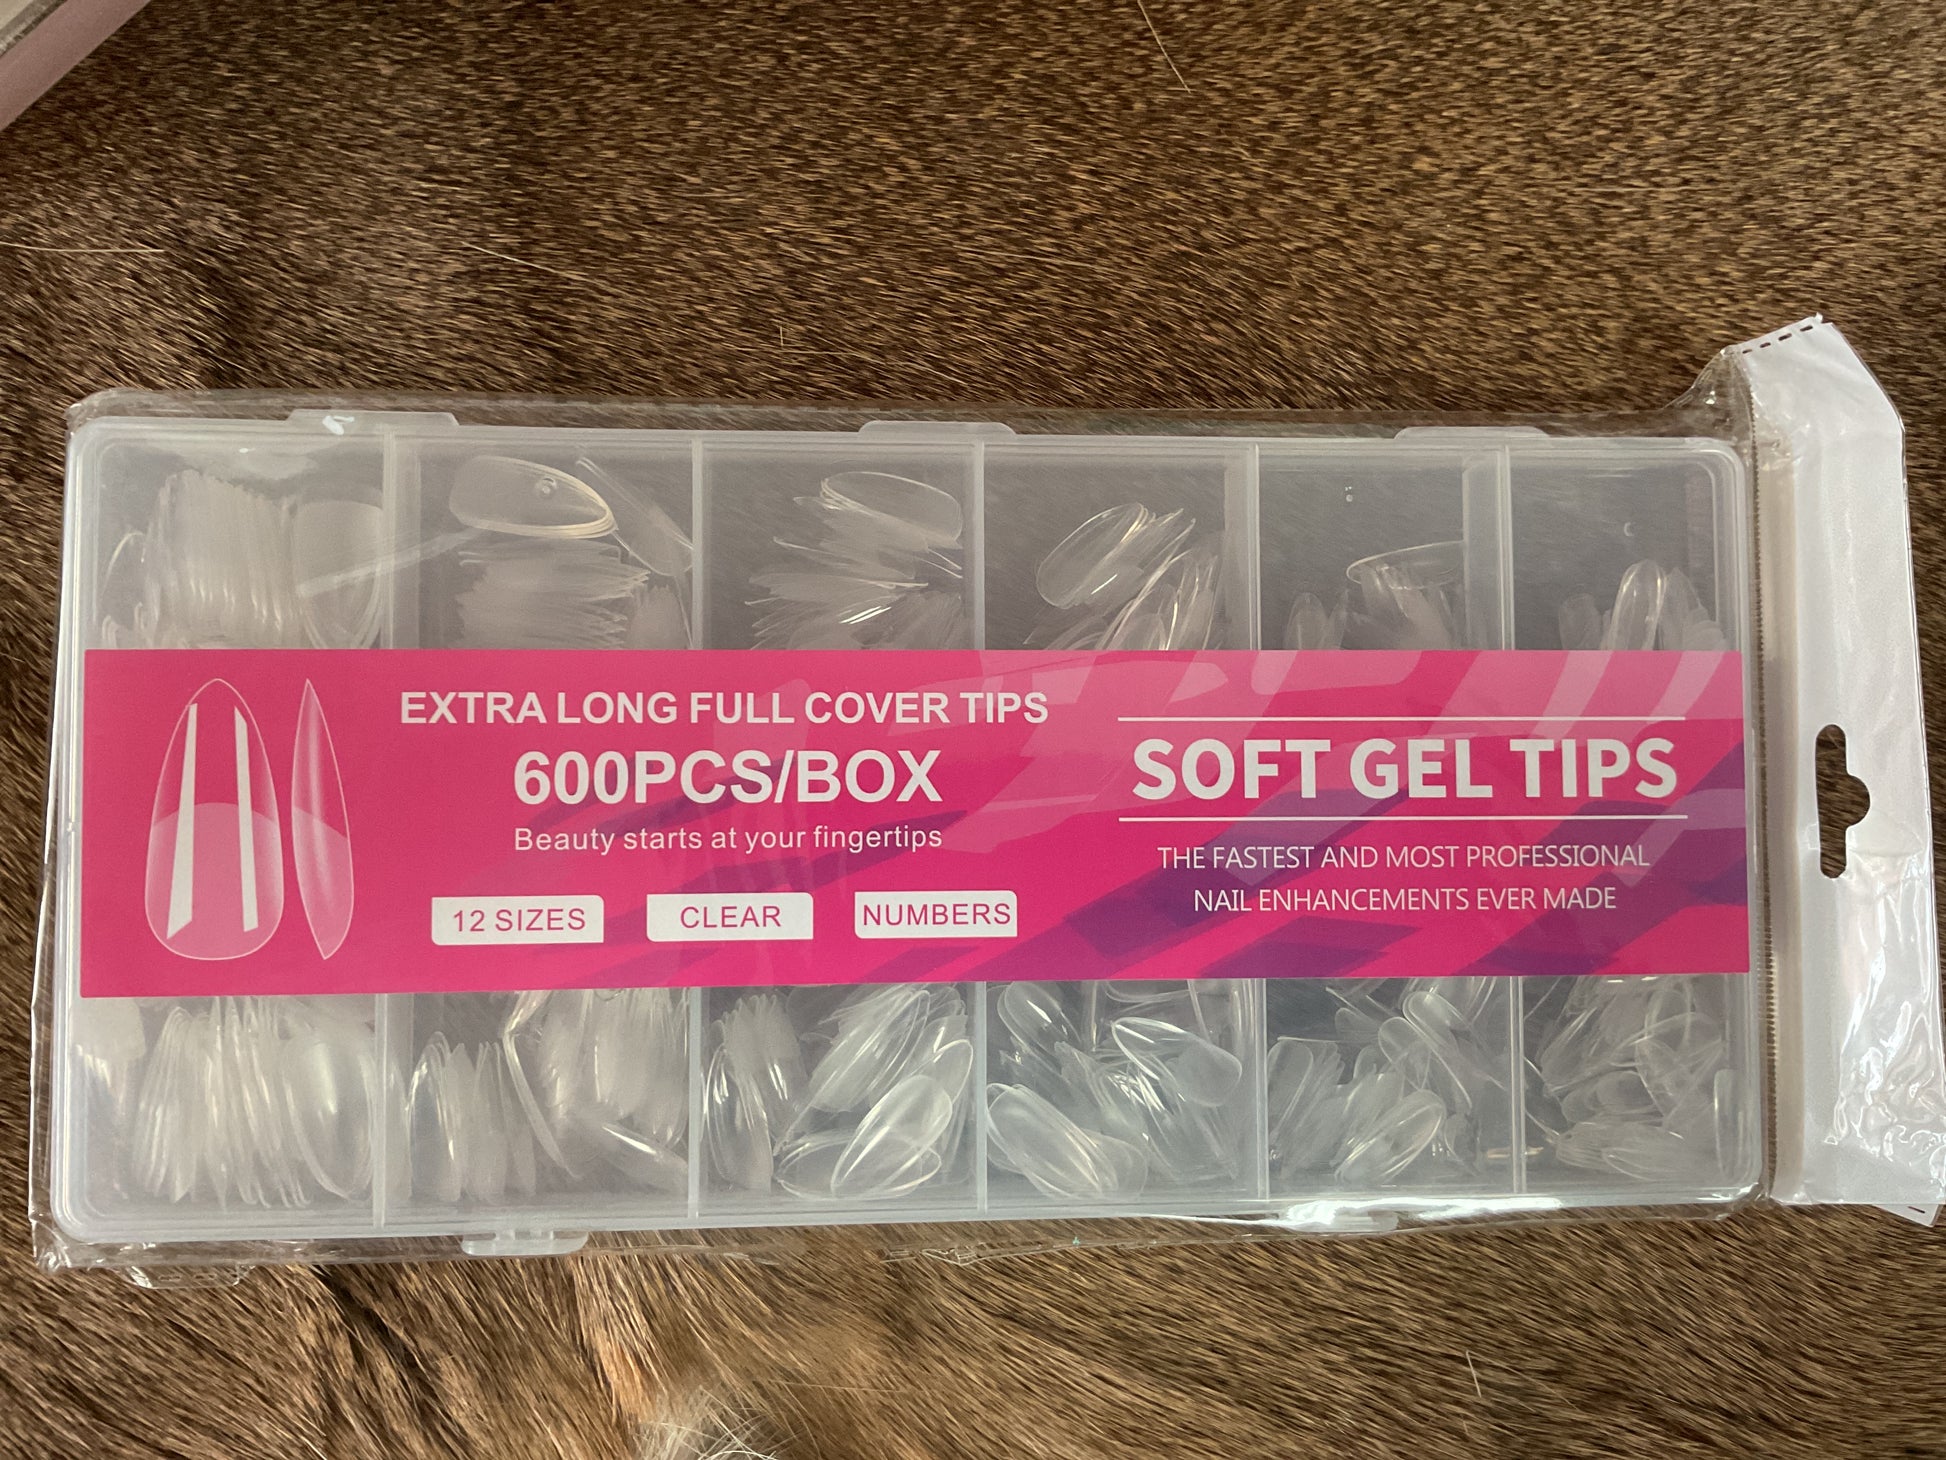 EXTRA LONG FULL COVER TIPS
600PCS/BOX
Beauty starts at your fingertips
12 SIZES
CLEAR
NUMBERS
SOFT GEL TIPS
THE FASTEST AND MOST PROFESSIONAL
NAIL ENHANCEMENTS EVER MADE